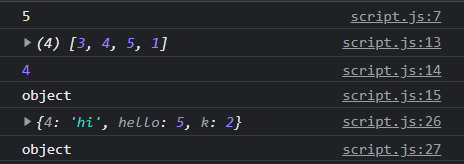 5 script.js:7
▶ (4) [3, 4, 5, 1] script.js:13
4 script.js:14
object script.js:15
▶ {4: 'hi', hello: 5, k: 2} script.js:26
object script.js:27